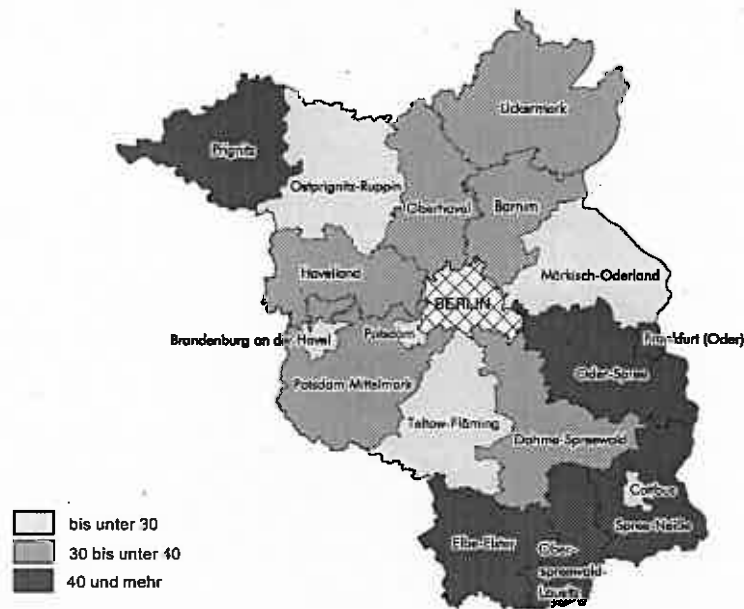 Uckermark
Prignitz
Ostprignitz-Ruppin
Oberhavel
Barnim
Havelland
Märkisch-Oderland
BERLIN
Brandenburg an de
Havel
Potsdam
Frankfurt (Oder)
Potsdam-Mittelmark
Oder-Spree
Teltow-Fläming
Dahme-Spreewald
Cottbus
Spree-Neiße
Elbe-Elster
Ober-
spreewald-
Lausitz
bis unter 30
30 bis unter 40
40 und mehr